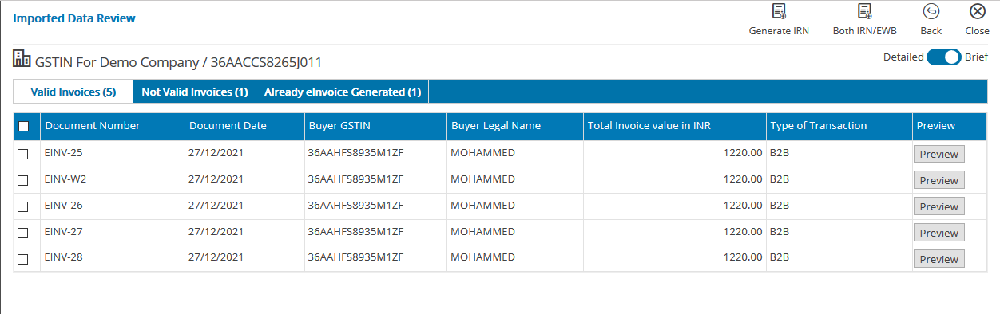 Imported Data Review
Generate IRN Both IRN/EWB Back Close
GSTIN For Demo Company / 36AACCS8265J011
Detailed Brief
Valid Invoices (5) Not Valid Invoices (1) Already eInvoice Generated (1)
Document Number Document Date Buyer GSTIN Buyer Legal Name Total Invoice value in INR Type of Transaction Preview
EINV-25 27/12/2021 36AAHFS8935M1ZF MOHAMMED 1220.00 B2B Preview
EINV-W2 27/12/2021 36AAHFS8935M1ZF MOHAMMED 1220.00 B2B Preview
EINV-26 27/12/2021 36AAHFS8935M1ZF MOHAMMED 1220.00 B2B Preview
EINV-27 27/12/2021 36AAHFS8935M1ZF MOHAMMED 1220.00 B2B Preview
EINV-28 27/12/2021 36AAHFS8935M1ZF MOHAMMED 1220.00 B2B Preview